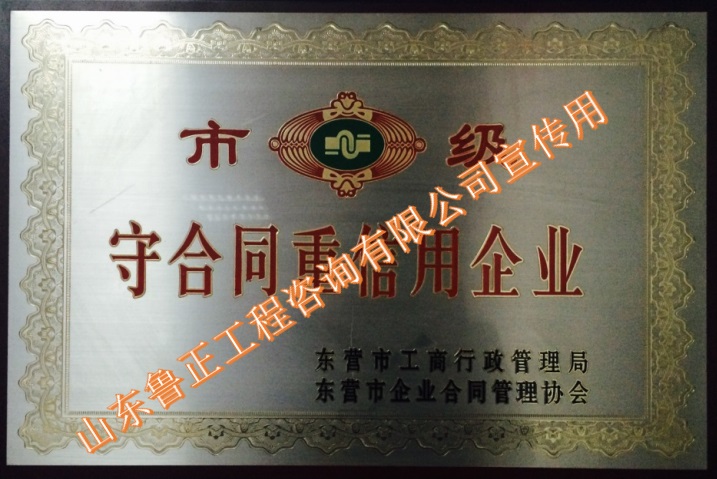 市 级
守合同重信用企业
东营市工商行政管理局
东营市企业合同管理协会
山东鲁正工程咨询有限公司宣传用